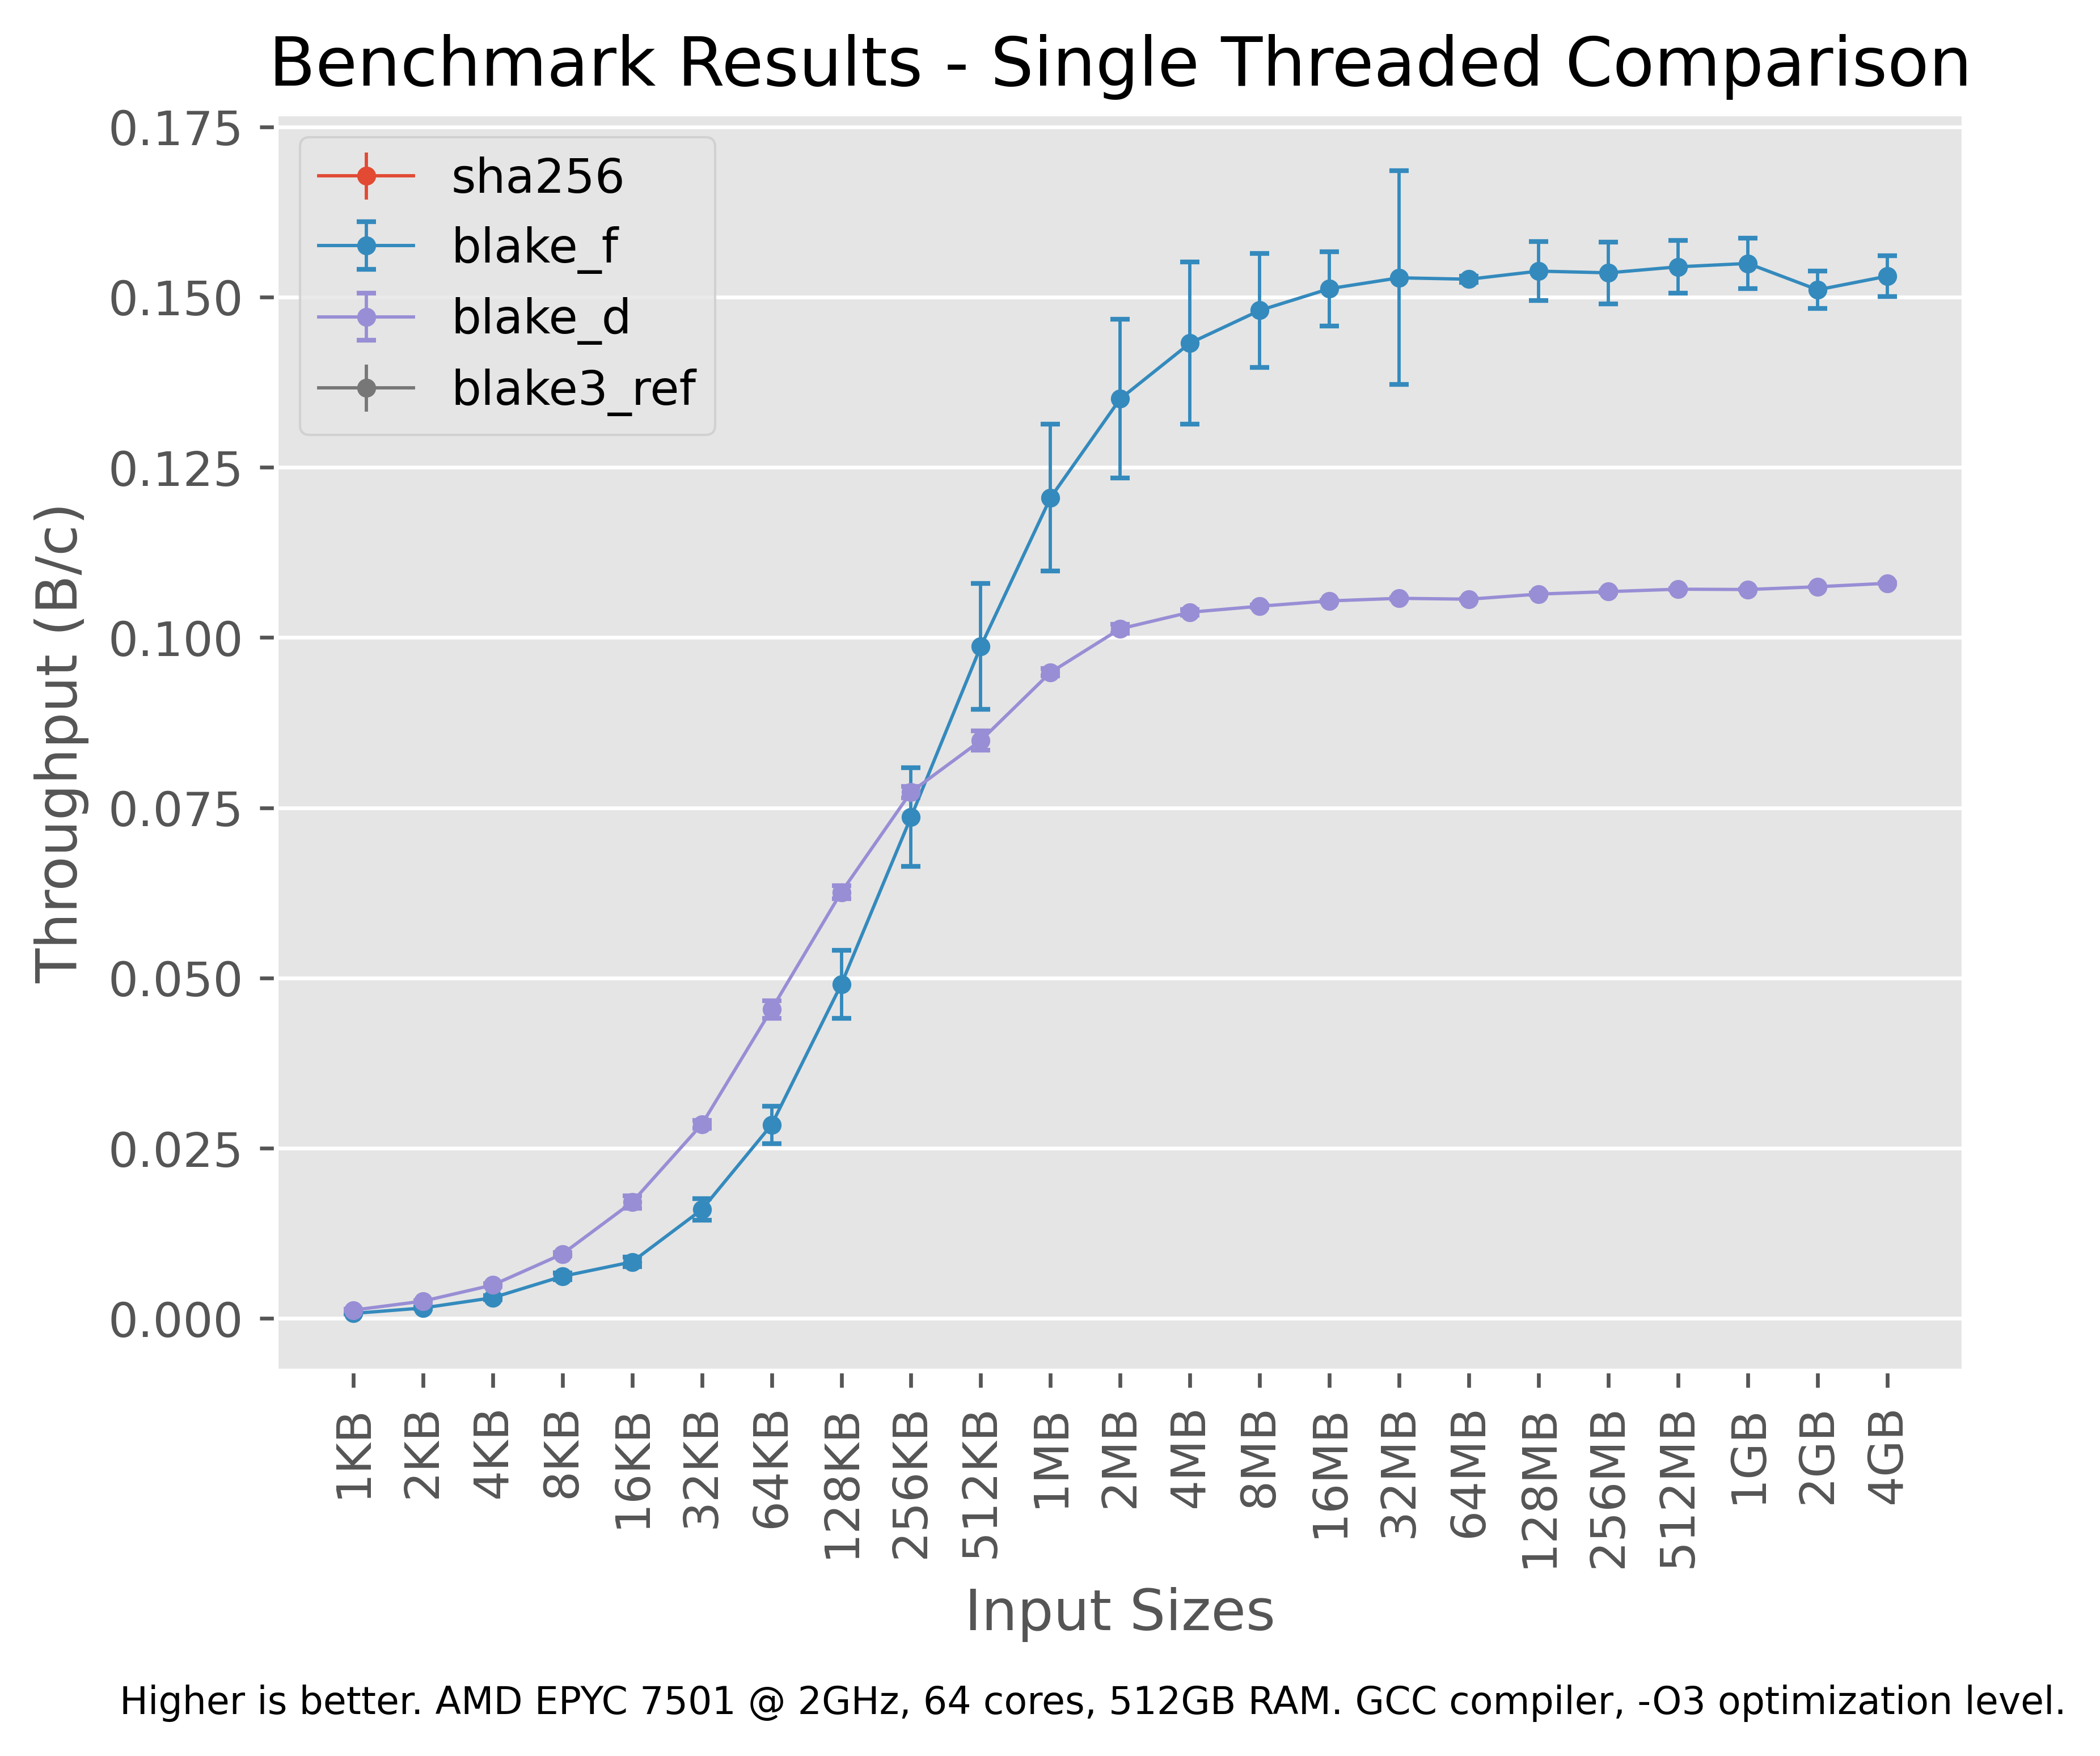 Benchmark Results - Single Threaded Comparison
0.175
0.150
0.125
0.100
0.075
0.050
0.025
0.000
Throughput (B/c)
sha256
blake_f
blake_d
blake3_ref
1KB
2KB
4KB
8KB
16KB
32KB
64KB
128KB
256KB
512KB
1MB
2MB
4MB
8MB
16MB
32MB
64MB
128MB
256MB
512MB
1GB
2GB
4GB
Input Sizes
Higher is better. AMD EPYC 7501 @ 2GHz, 64 cores, 512GB RAM. GCC compiler, -O3 optimization level.